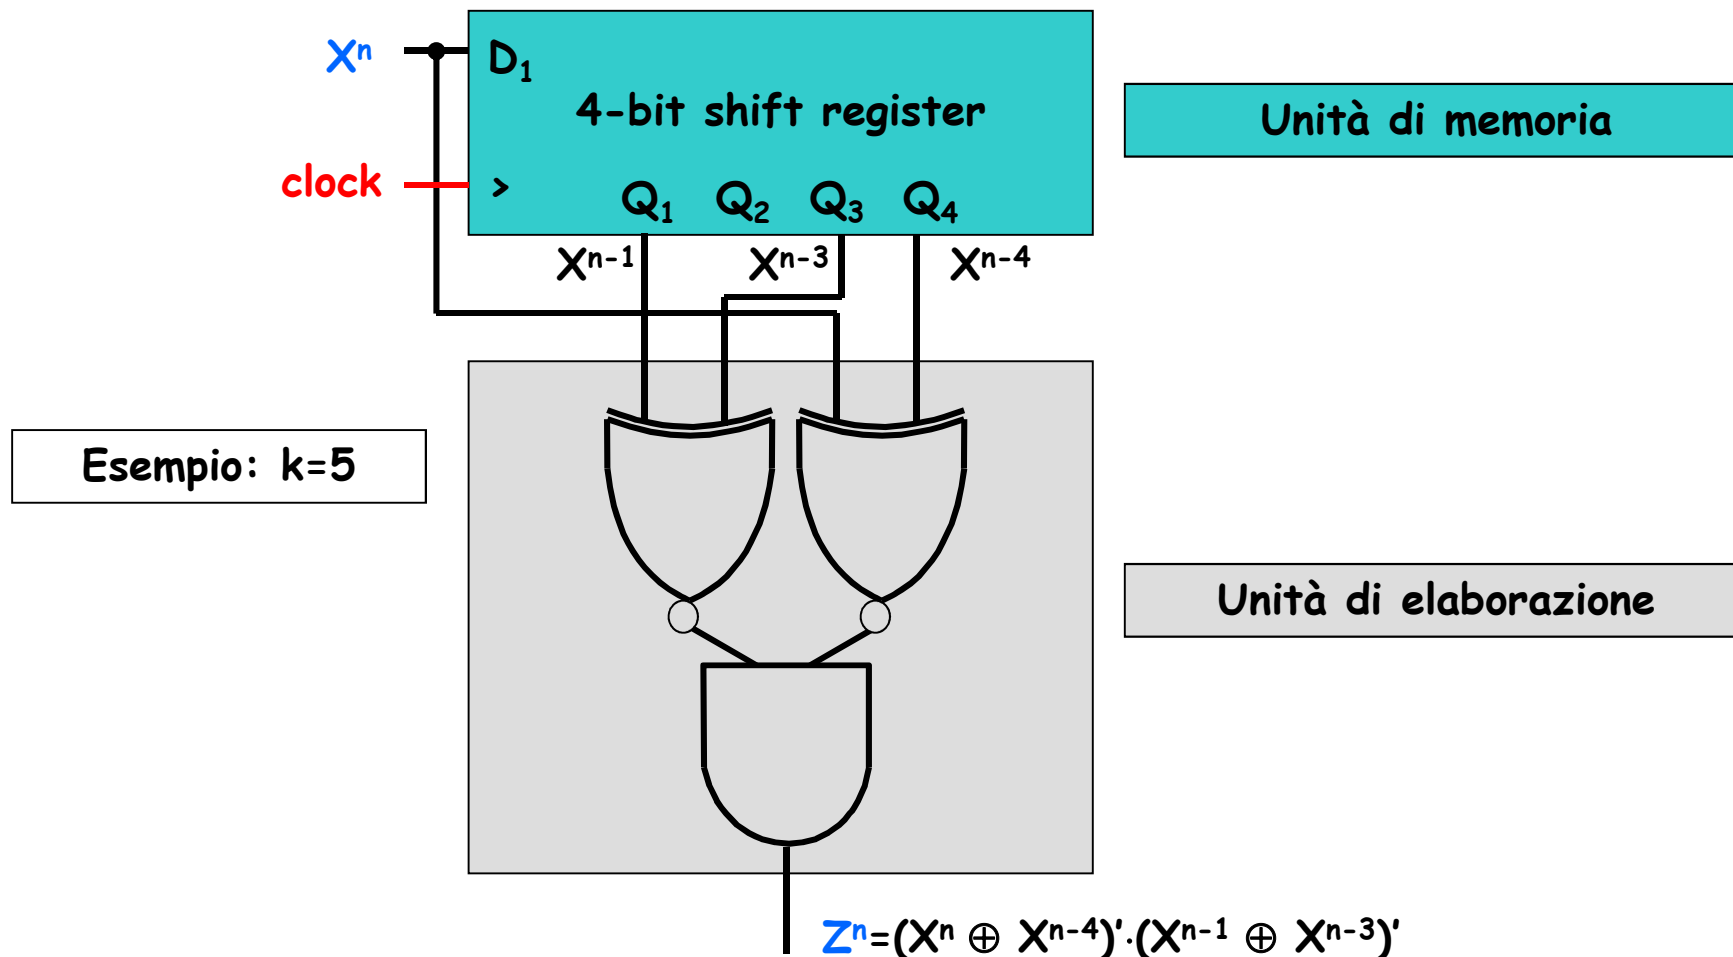 Xⁿ
D₁
4-bit shift register
Unità di memoria
clock
>
Q₁ Q₂ Q₃ Q₄
Xⁿ⁻¹ Xⁿ⁻³ Xⁿ⁻⁴
Esempio: k=5
Unità di elaborazione
Zⁿ=(Xⁿ ⊕ Xⁿ⁻⁴)'·(Xⁿ⁻¹ ⊕ Xⁿ⁻³)'